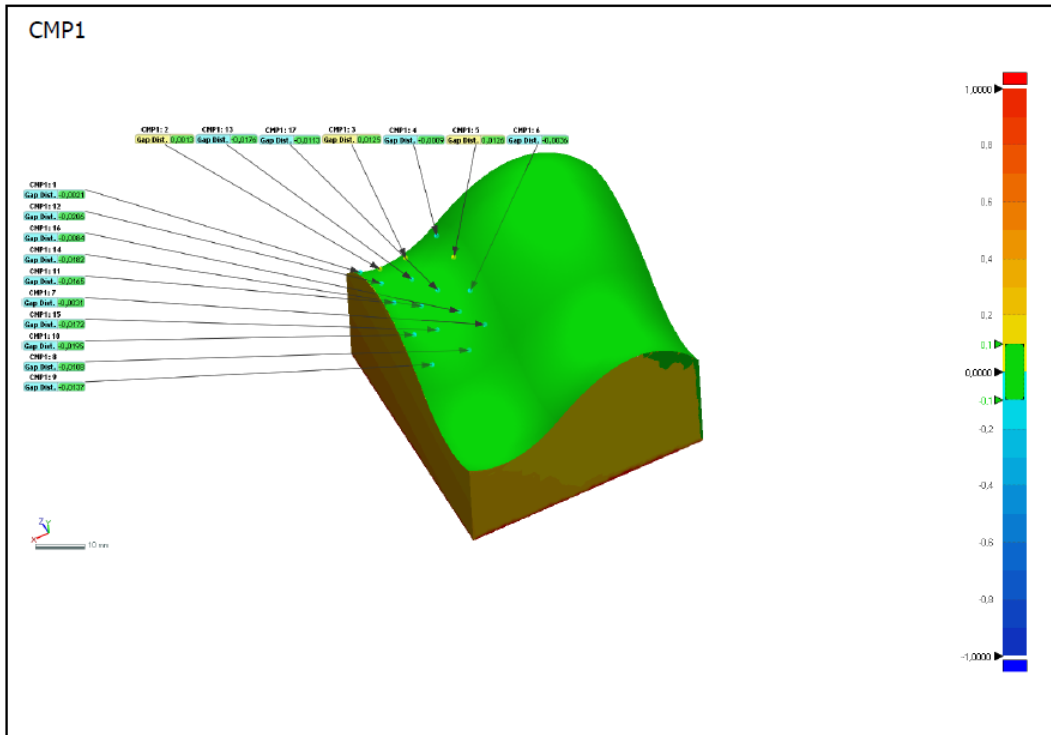 CMP1
CMP1: 2 CMP1: 13 CMP1: 17 CMP1: 3 CMP1: 4 CMP1: 5 CMP1: 6
Gap Dist. 0,0013 Gap Dist. -0,0176 Gap Dist. -0,0113 Gap Dist. 0,0125 Gap Dist. -0,0009 Gap Dist. 0,0126 Gap Dist. -0,0036
CMP1: 1
Gap Dist. -0,0021
CMP1: 12
Gap Dist. -0,0206
CMP1: 16
Gap Dist. -0,0084
CMP1: 14
Gap Dist. -0,0182
CMP1: 11
Gap Dist. -0,0165
CMP1: 7
Gap Dist. -0,0031
CMP1: 15
Gap Dist. -0,0172
CMP1: 10
Gap Dist. -0,0195
CMP1: 8
Gap Dist. -0,0108
CMP1: 9
Gap Dist. -0,0137
1,0000
0,8
0,6
0,4
0,2
0,1
0,0000
-0,1
-0,2
-0,4
-0,6
-0,8
-1,0000
Z Y
X
10 mm